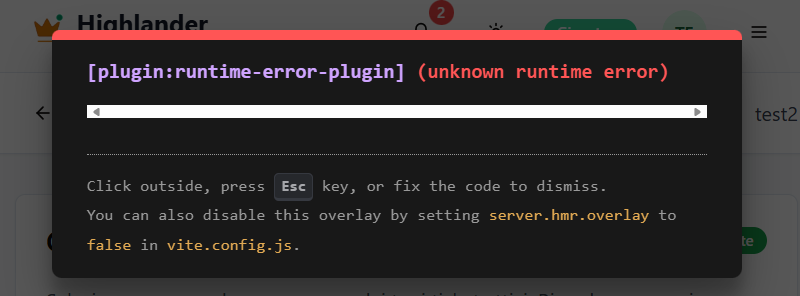 Highlander
2
[plugin:runtime-error-plugin] (unknown runtime error)
test2
Click outside, press Esc key, or fix the code to dismiss.
You can also disable this overlay by setting server.hmr.overlay to
false in vite.config.js.